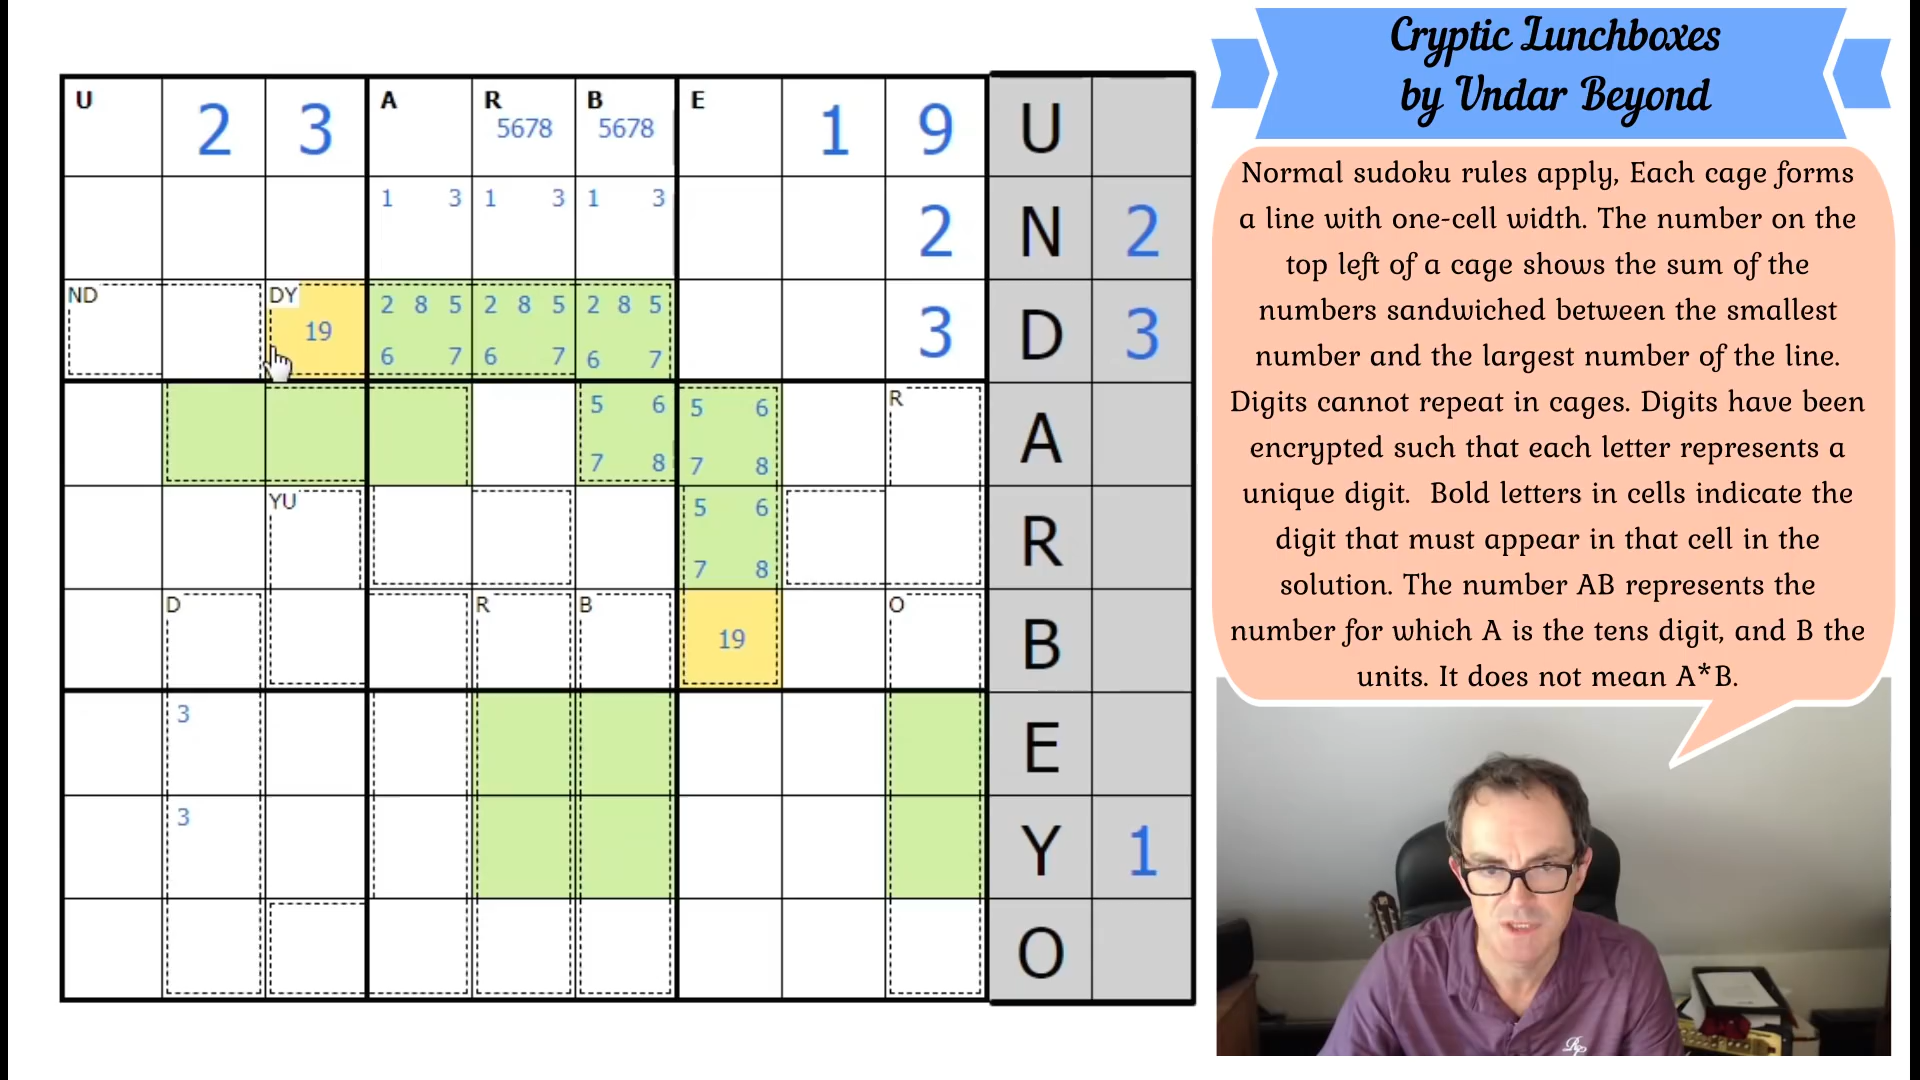 Cryptic Lunchboxes
by Undar Beyond
Normal sudoku rules apply, Each cage forms
a line with one-cell width. The number on the
top left of a cage shows the sum of the
numbers sandwiched between the smallest
number and the largest number of the line.
Digits cannot repeat in cages. Digits have been
encrypted such that each letter represents a
unique digit. Bold letters in cells indicate the
digit that must appear in that cell in the
solution. The number AB represents the
number for which A is the tens digit, and B the
units. It does not mean A*B.
U 2 3 A R B E 1 9 U
5678 5678
1 3 1 3 1 3
2 N 2
ND DY 2 8 5 2 8 5 2 8 5
19 3 D 3
6 7 6 7 6 7
5 6 5 6 R
A
7 8 7 8
YU 5 6
R
7 8
D R B O
19 B
3
E
3
Y 1
O
RP